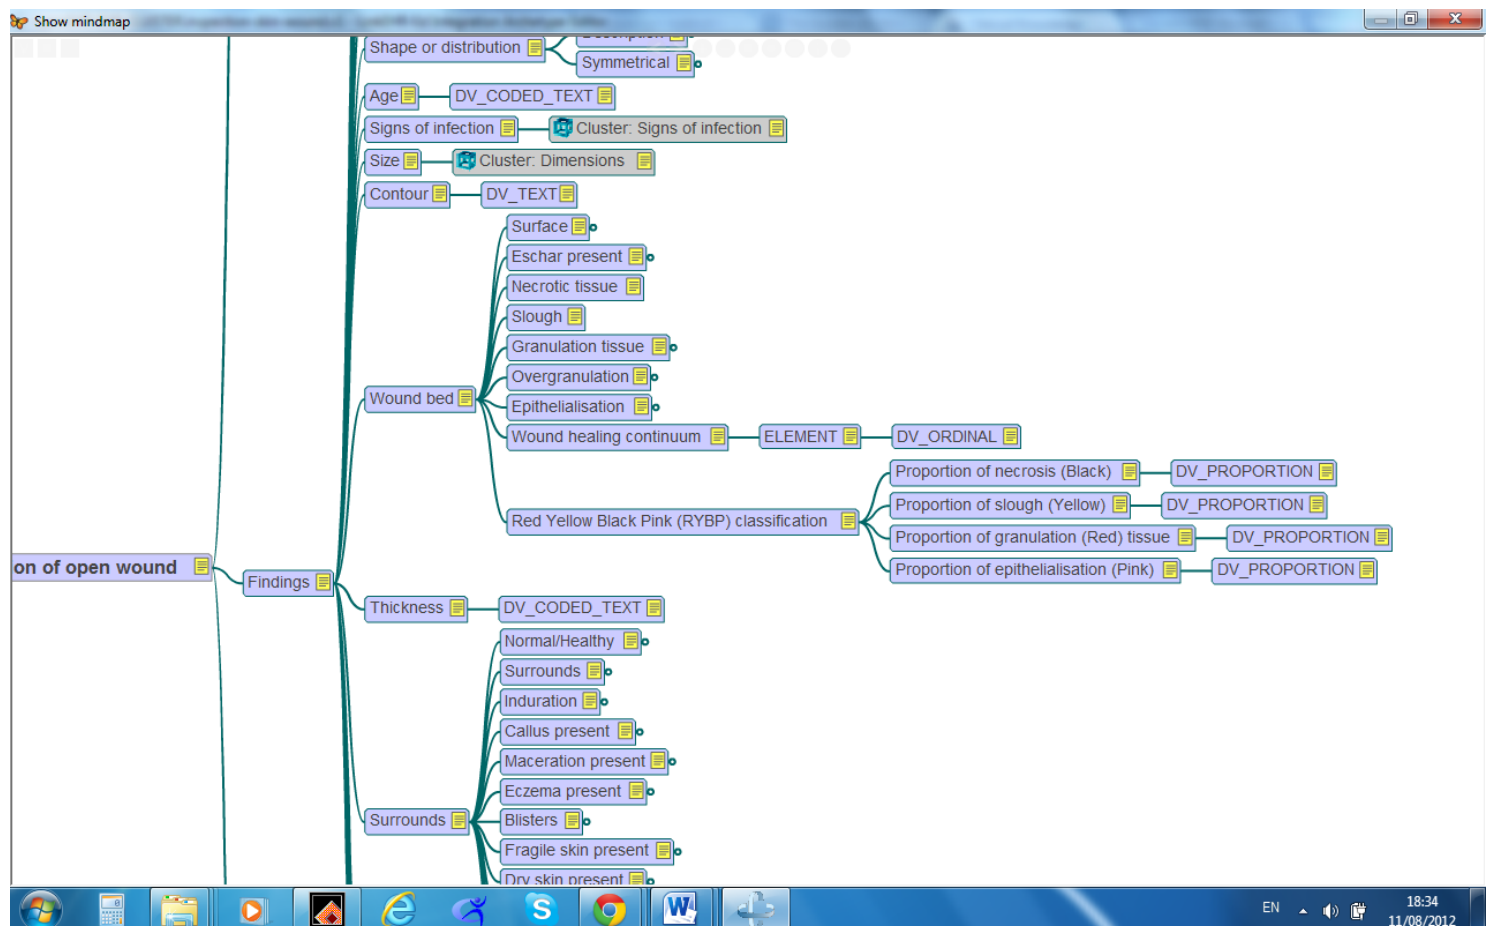 Show mindmap
Shape or distribution
Description
Symmetrical
Age
DV_CODED_TEXT
Signs of infection
Cluster: Signs of infection
Size
Cluster: Dimensions
Contour
DV_TEXT
Surface
Eschar present
Necrotic tissue
Slough
Granulation tissue
Overgranulation
Wound bed
Epithelialisation
Wound healing continuum
ELEMENT
DV_ORDINAL
Proportion of necrosis (Black)
DV_PROPORTION
Proportion of slough (Yellow)
DV_PROPORTION
Red Yellow Black Pink (RYBP) classification
Proportion of granulation (Red) tissue
DV_PROPORTION
Proportion of epithelialisation (Pink)
DV_PROPORTION
on of open wound
Findings
Thickness
DV_CODED_TEXT
Normal/Healthy
Surrounds
Induration
Callus present
Maceration present
Eczema present
Surrounds
Blisters
Fragile skin present
Dry skin present
EN
18:34
11/08/2012